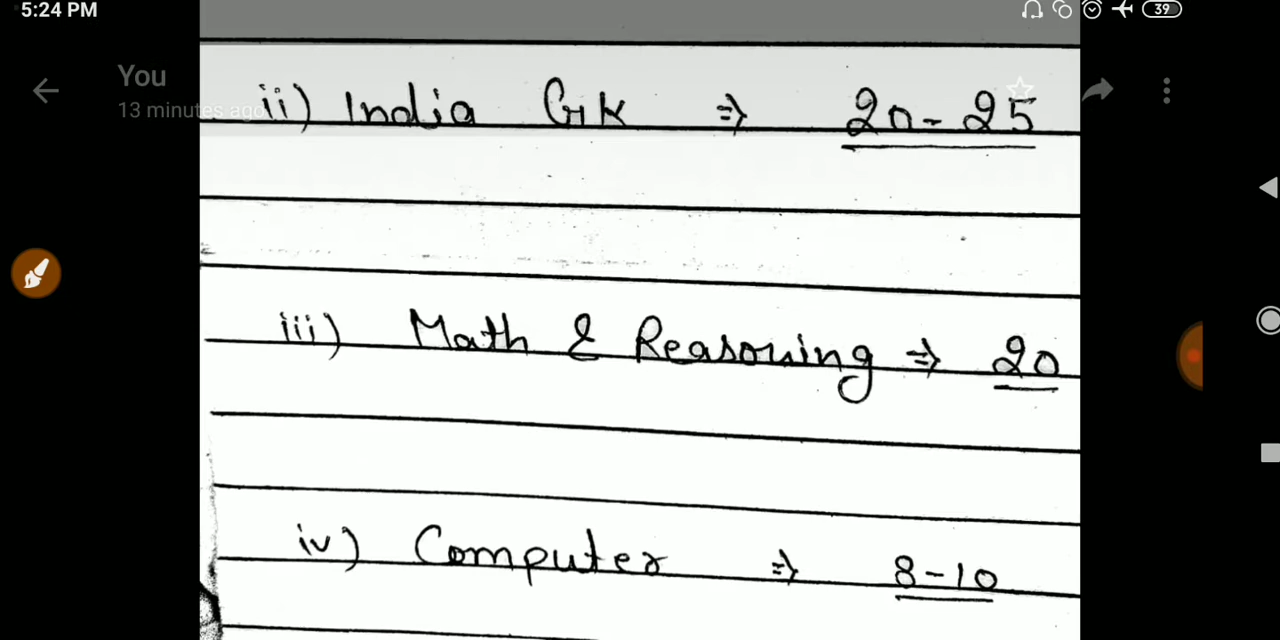 5:24 PM
39
You
13 minutes ago
ii) India GK => 20 - 25
iii) Math & Reasoning => 20
iv) Computer => 8 - 10